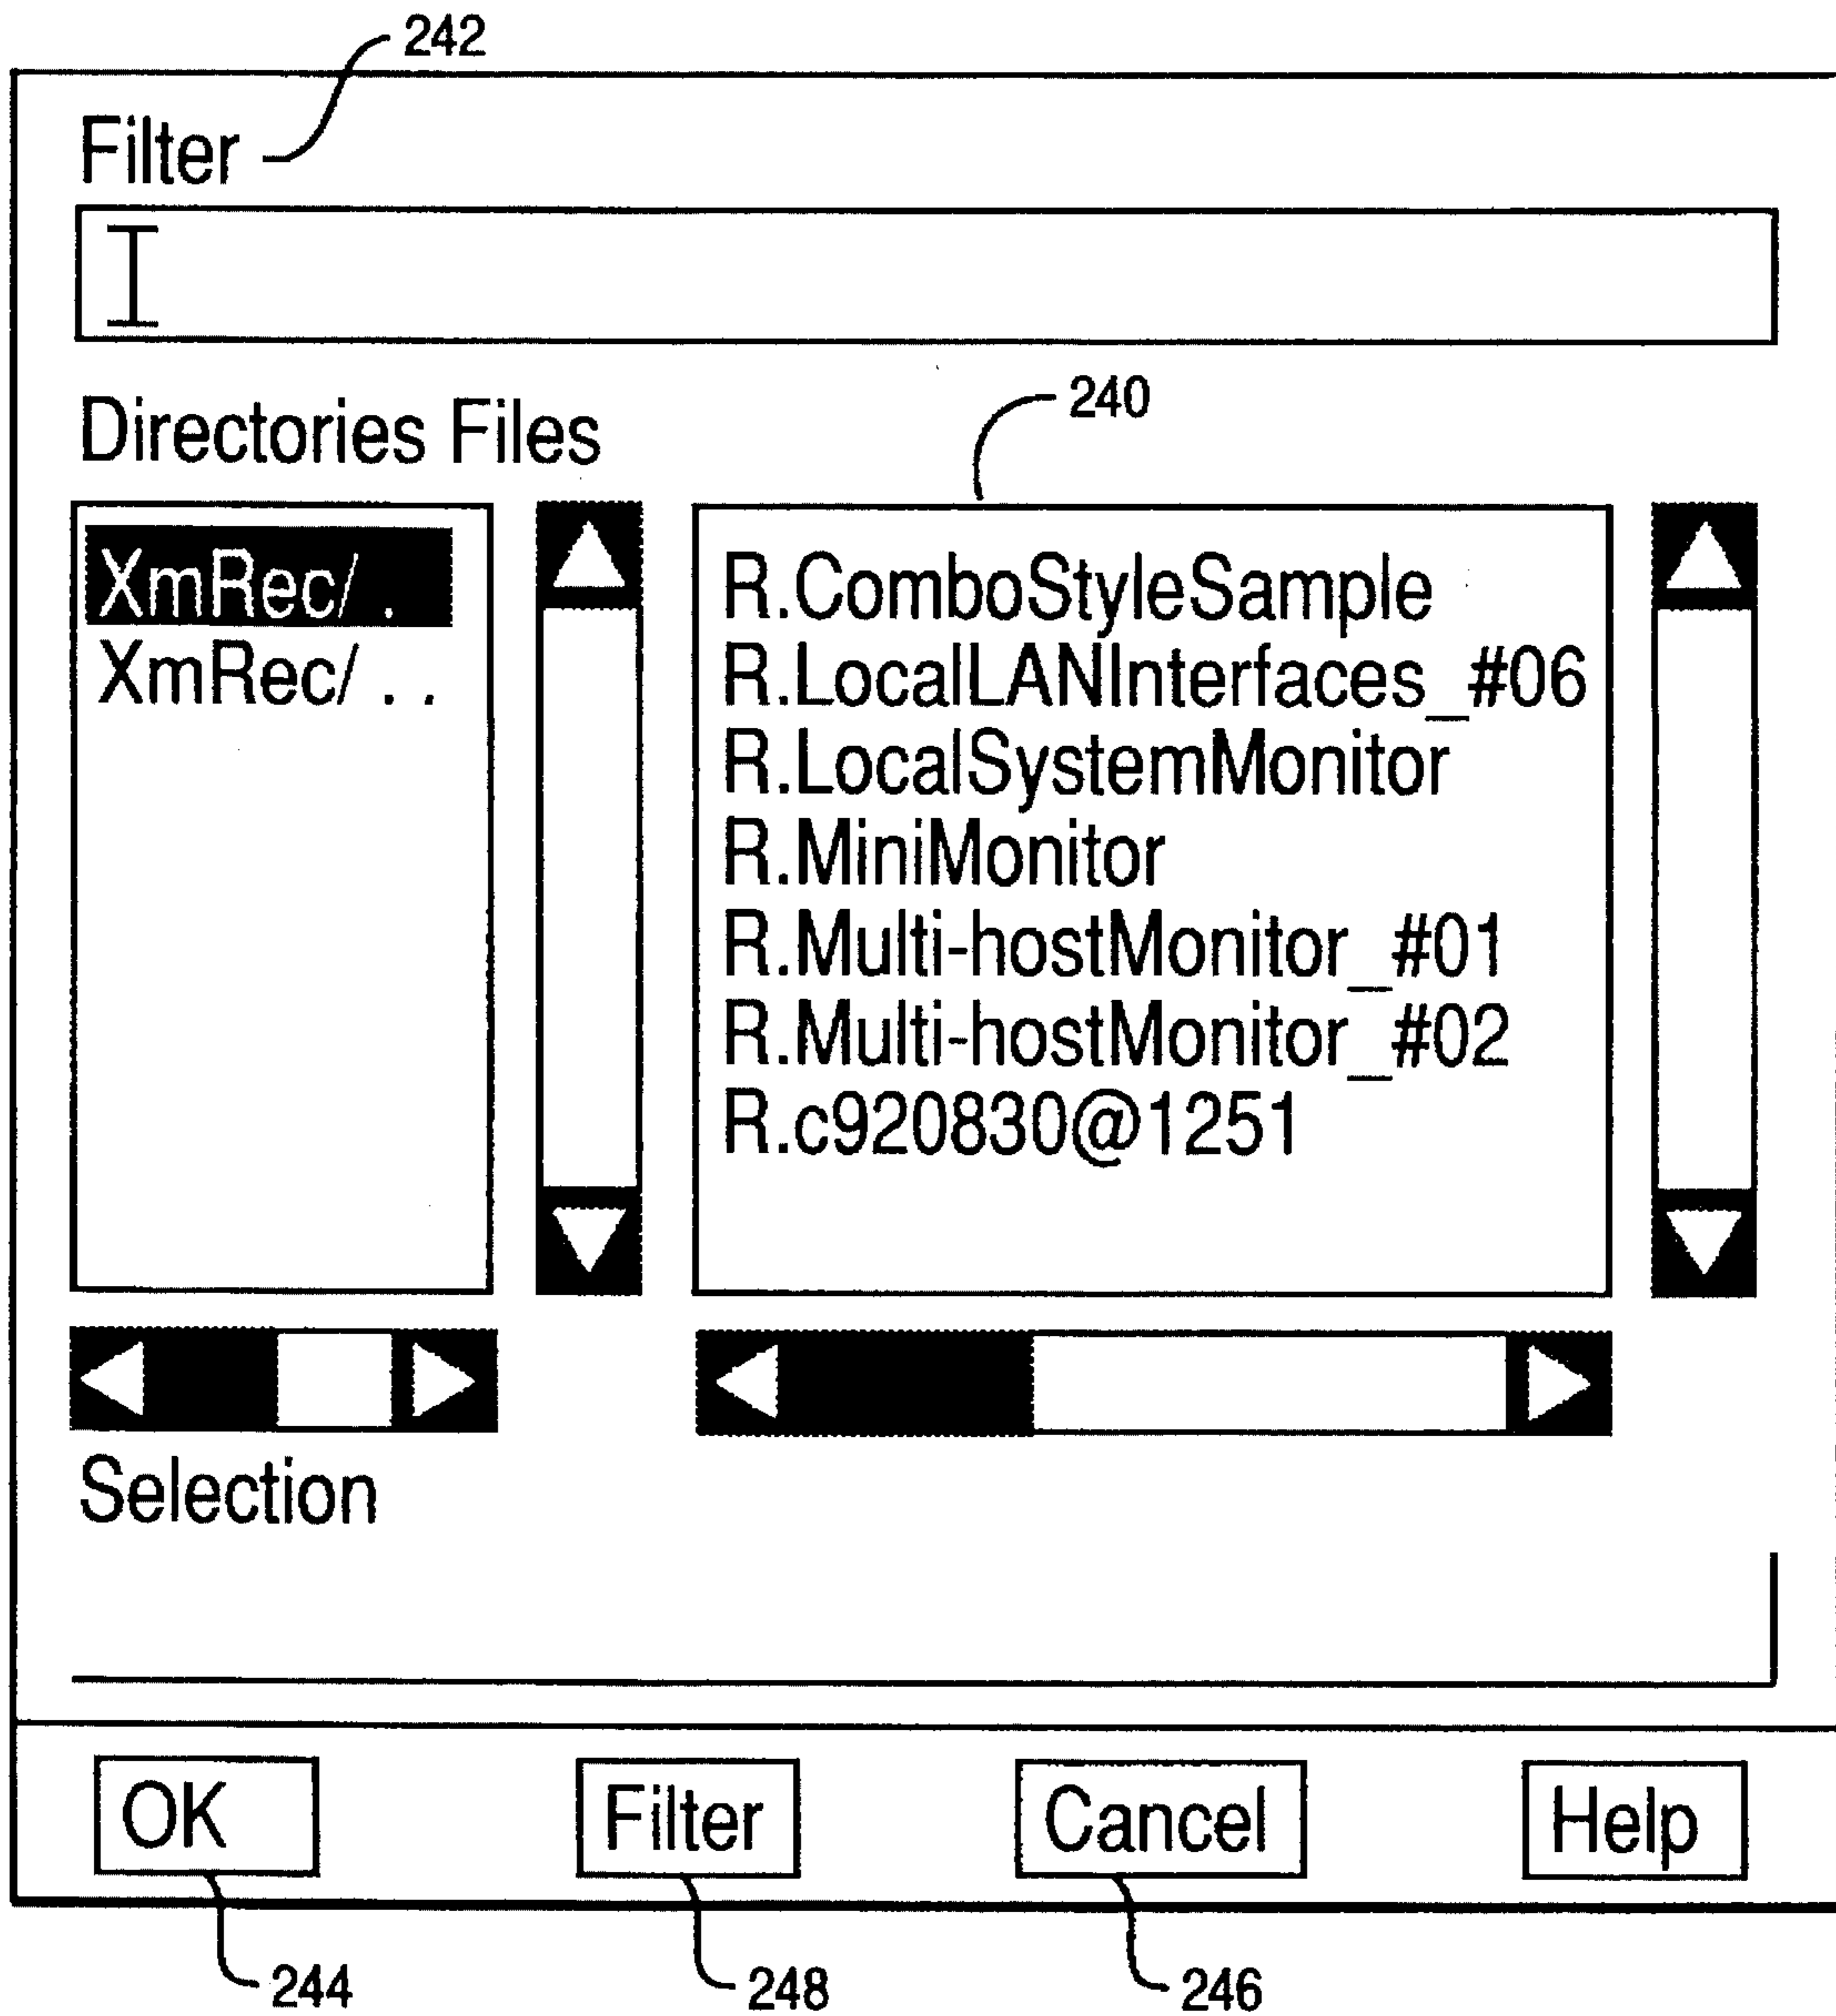 242
Filter
Directories Files
240
XmRec/ .
XmRec/ . .
R.ComboStyleSample
R.LocalLANInterfaces_#06
R.LocalSystemMonitor
R.MiniMonitor
R.Multi-hostMonitor_#01
R.Multi-hostMonitor_#02
R.c920830@1251
Selection
OK Filter Cancel Help
244 248 246